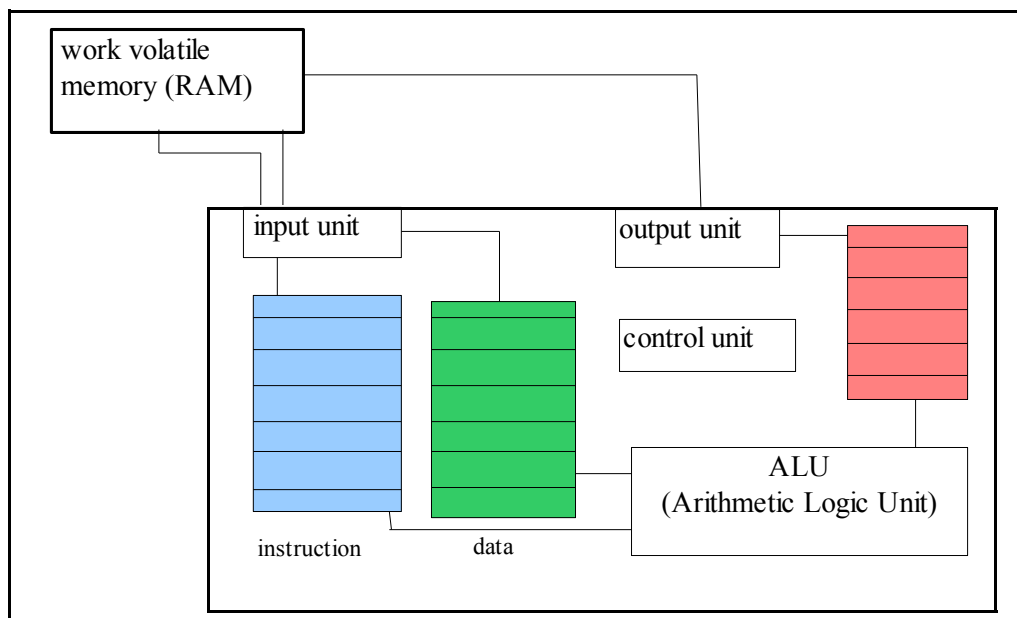 work volatile
memory (RAM)
input unit
output unit
control unit
ALU
(Arithmetic Logic Unit)
instruction
data